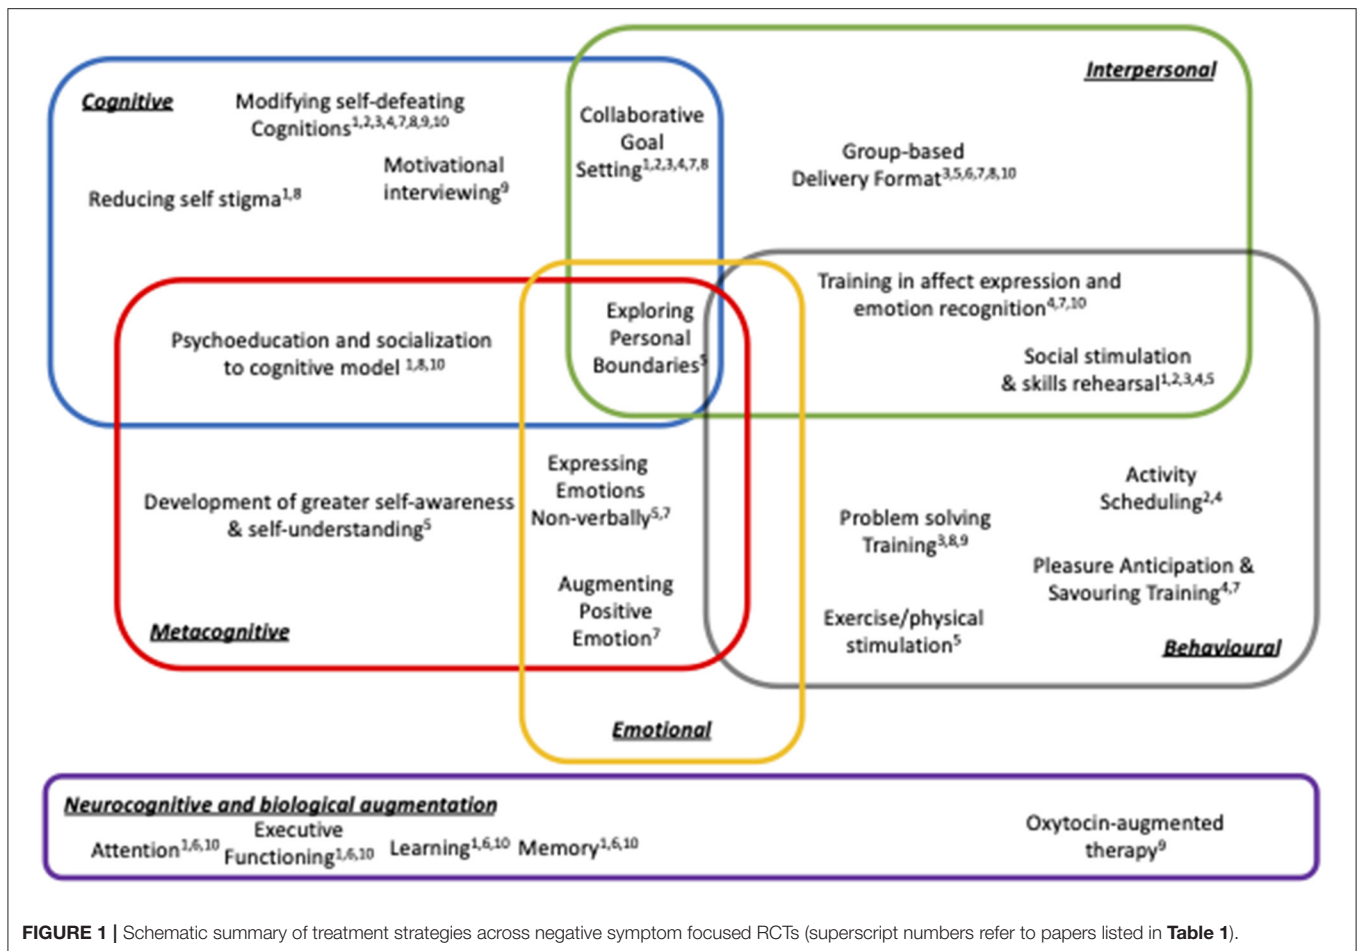 Cognitive
Modifying self-defeating
Cognitions1,2,3,4,7,8,9,10
Motivational
interviewing9
Reducing self stigma1,8
Collaborative
Goal
Setting1,2,3,4,7,8
Interpersonal
Group-based
Delivery Format3,5,6,7,8,10
Training in affect expression and
emotion recognition4,7,10
Social stimulation
& skills rehearsal1,2,3,4,5
Exploring
Personal
Boundaries5
Psychoeducation and socialization
to cognitive model 1,8,10
Development of greater self-awareness
& self-understanding5
Metacognitive
Expressing
Emotions
Non-verbally5,7
Augmenting
Positive
Emotion7
Emotional
Activity
Scheduling2,4
Problem solving
Training3,8,9
Pleasure Anticipation &
Savouring Training4,7
Exercise/physical
stimulation5
Behavioural
Neurocognitive and biological augmentation
Attention1,6,10
Executive
Functioning1,6,10
Learning1,6,10
Memory1,6,10
Oxytocin-augmented
therapy9
FIGURE 1 | Schematic summary of treatment strategies across negative symptom focused RCTs (superscript numbers refer to papers listed in Table 1).